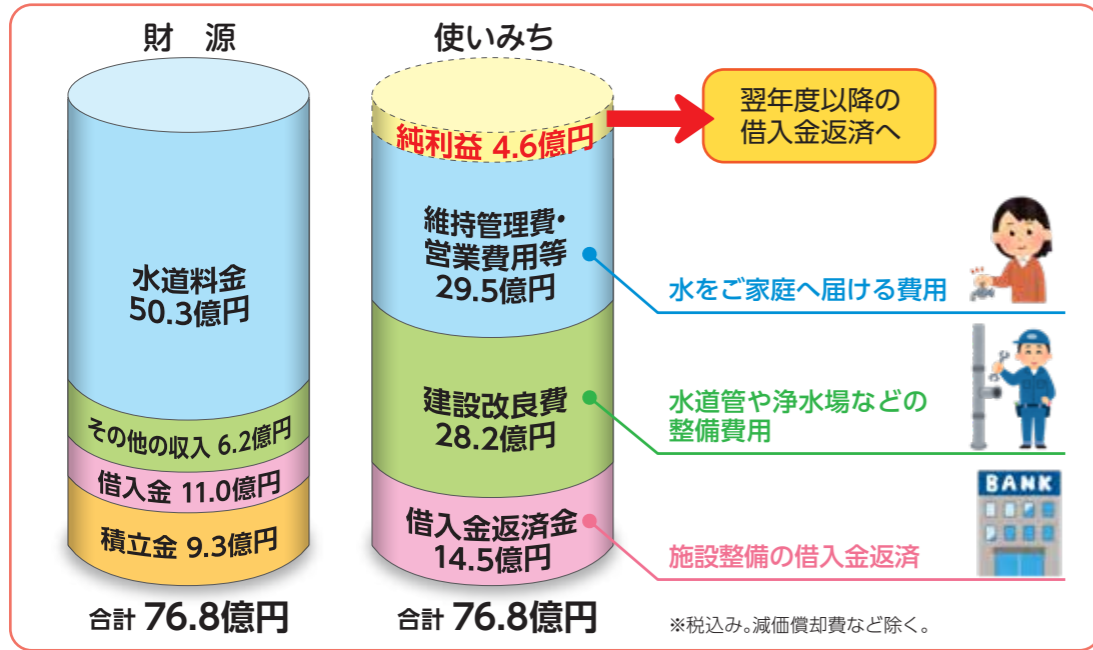 財 源
水道料金
50.3億円
その他の収入 6.2億円
借入金 11.0億円
積立金 9.3億円
合計 76.8億円
使いみち
純利益 4.6億円
翌年度以降の
借入金返済へ
維持管理費・
営業費用等
29.5億円
水をご家庭へ届ける費用
建設改良費
28.2億円
水道管や浄水場などの
整備費用
借入金返済金
14.5億円
BANK
施設整備の借入金返済
合計 76.8億円
※税込み。減価償却費など除く。